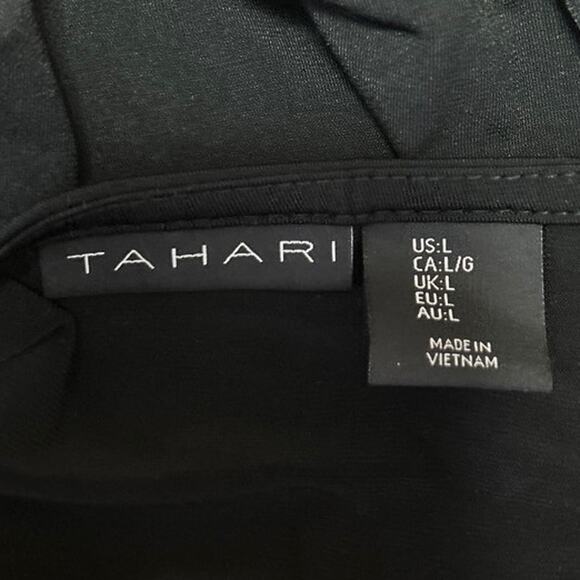 TAHARI
US:L
CA:L/G
UK:L
EU:L
AU:L
MADE IN
VIETNAM